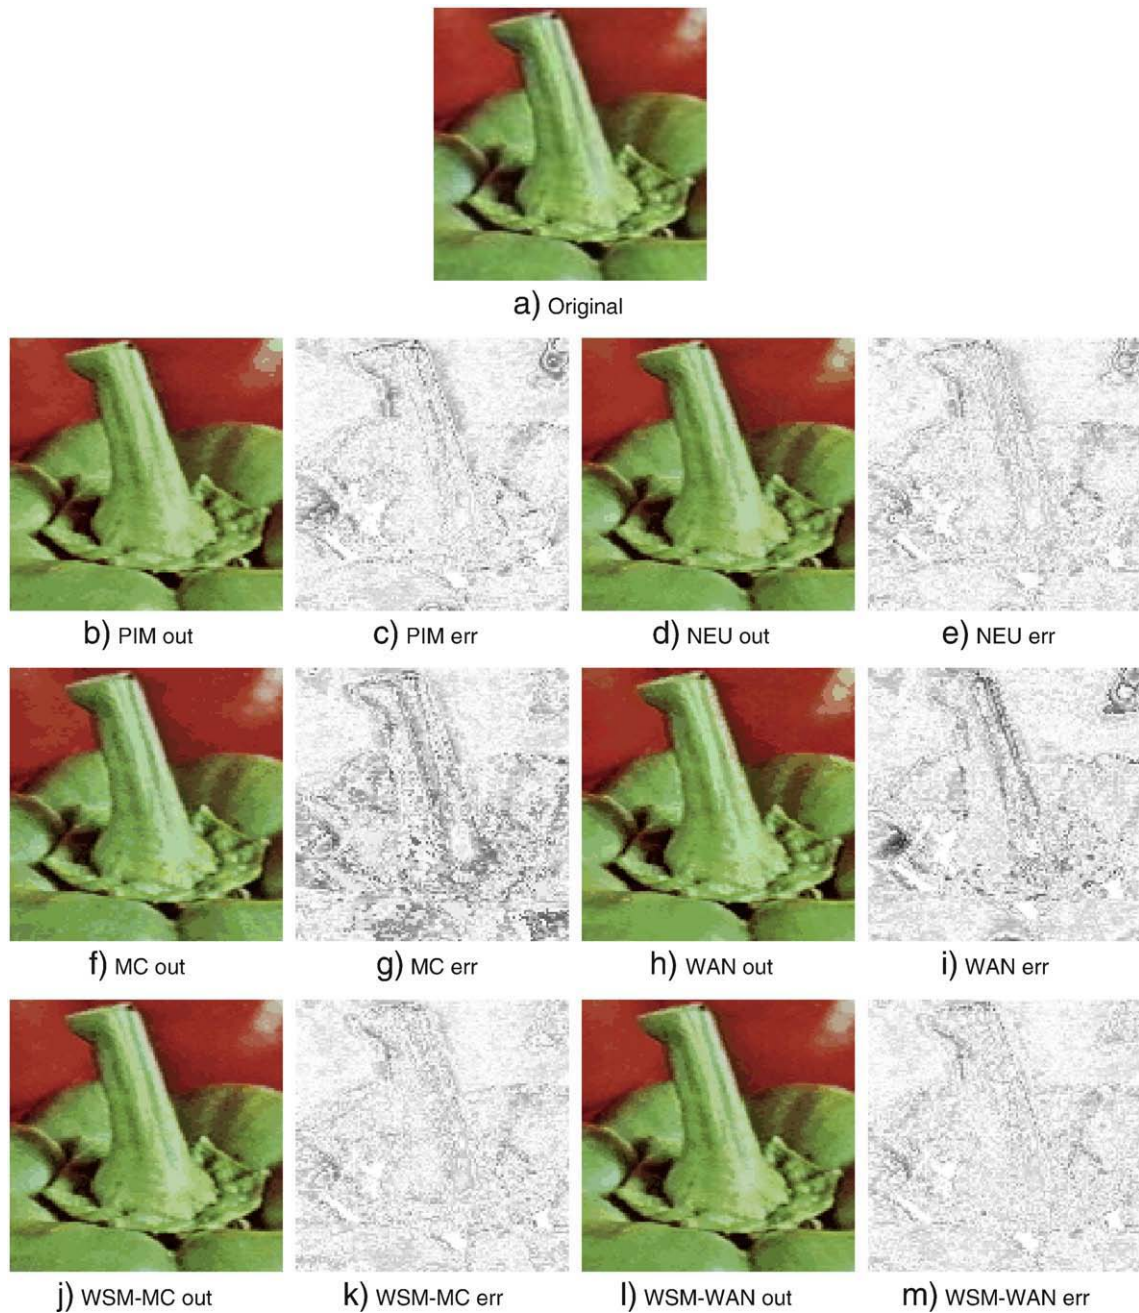 a) Original
b) PIM out
c) PIM err
d) NEU out
e) NEU err
f) MC out
g) MC err
h) WAN out
i) WAN err
j) WSM-MC out
k) WSM-MC err
l) WSM-WAN out
m) WSM-WAN err